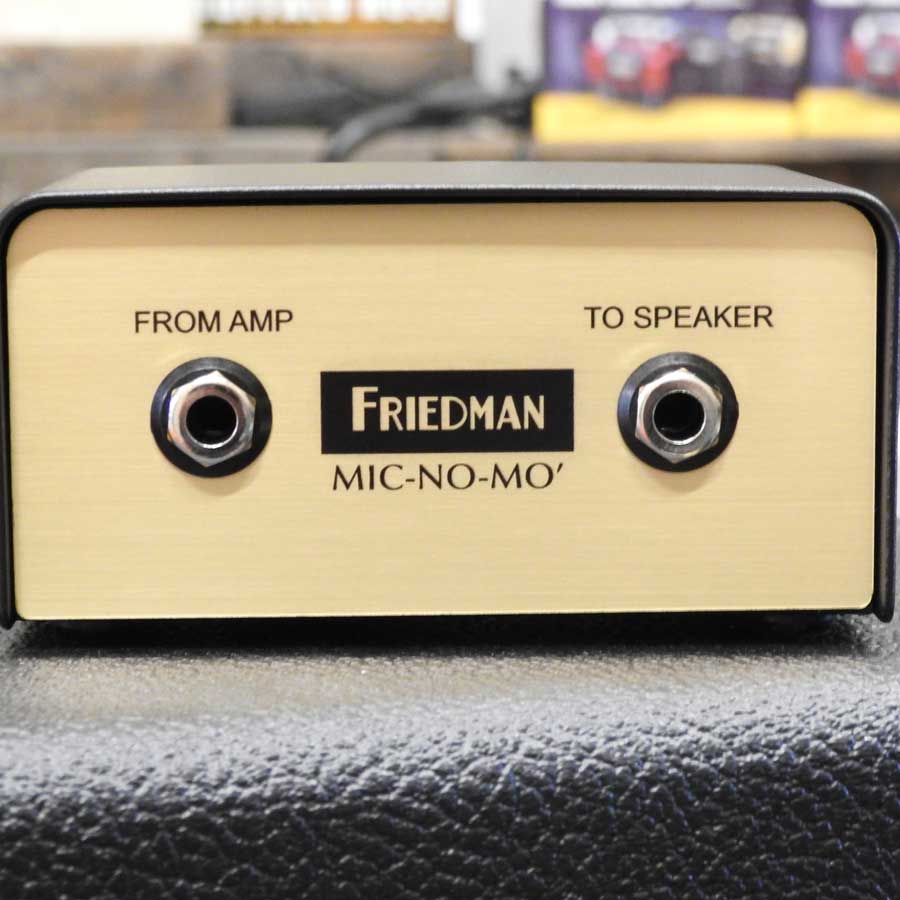 FROM AMP
TO SPEAKER
FRIEDMAN
MIC-NO-MO'